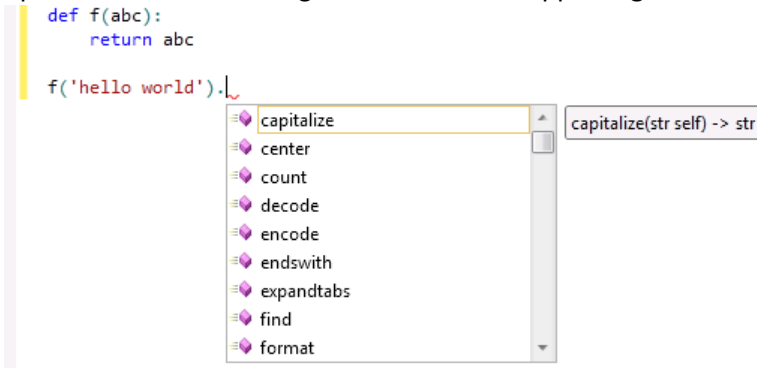 def f(abc):
return abc
f('hello world').
capitalize
capitalize(str self) -> str
center
count
decode
encode
endswith
expandtabs
find
format